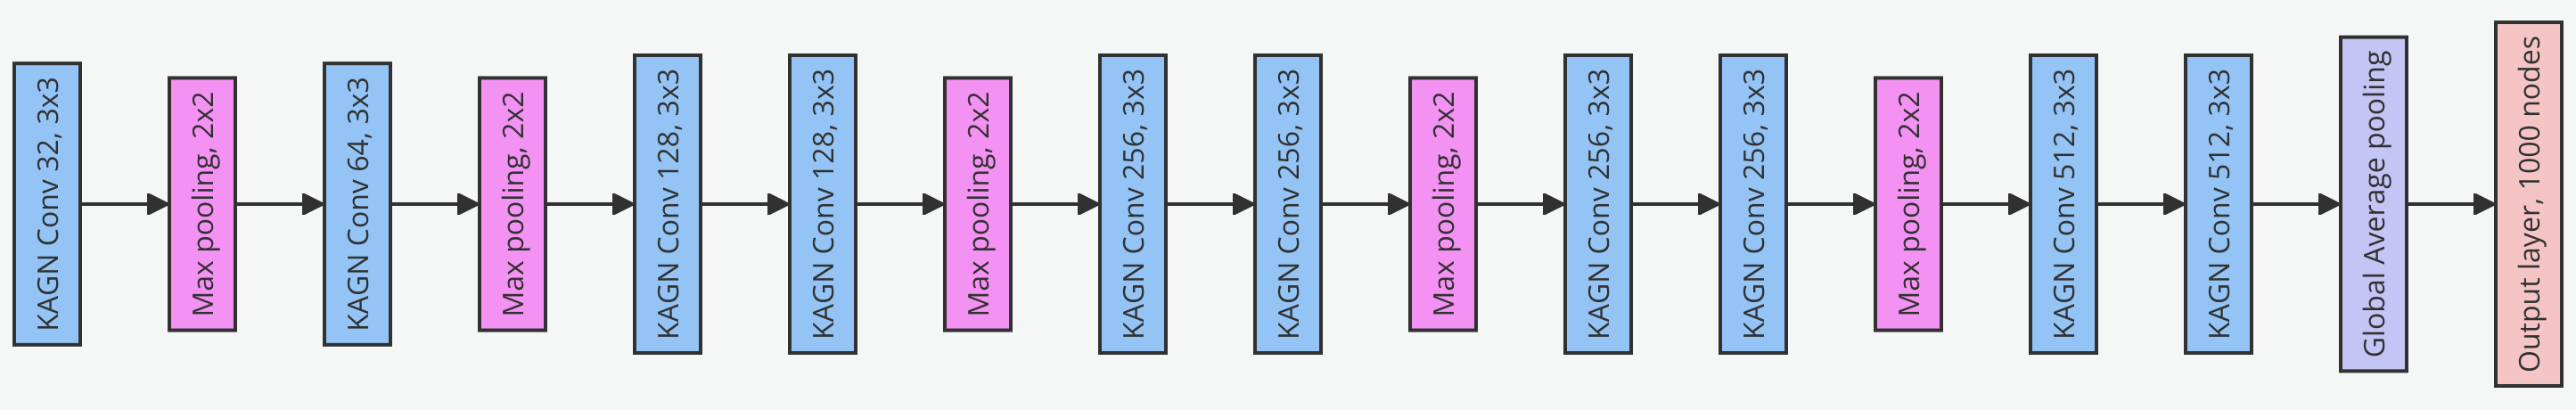 KAGN Conv 32, 3x3
Max pooling, 2x2
KAGN Conv 64, 3x3
Max pooling, 2x2
KAGN Conv 128, 3x3
KAGN Conv 128, 3x3
Max pooling, 2x2
KAGN Conv 256, 3x3
KAGN Conv 256, 3x3
Max pooling, 2x2
KAGN Conv 256, 3x3
KAGN Conv 256, 3x3
Max pooling, 2x2
KAGN Conv 512, 3x3
KAGN Conv 512, 3x3
Global Average pooling
Output layer, 1000 nodes